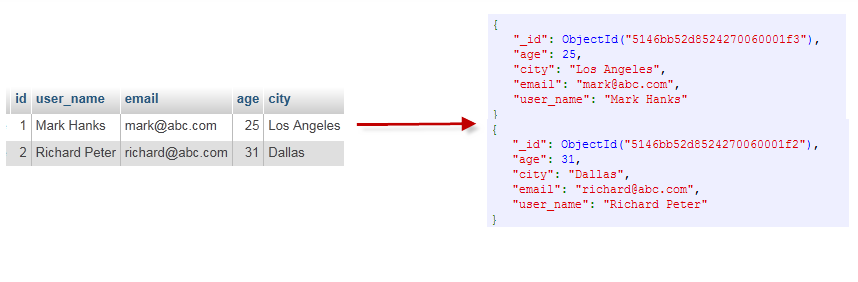 id user_name email age city
1 Mark Hanks mark@abc.com 25 Los Angeles
2 Richard Peter richard@abc.com 31 Dallas
{
"_id": ObjectId("5146bb52d8524270060001f3"),
"age": 25,
"city": "Los Angeles",
"email": "mark@abc.com",
"user_name": "Mark Hanks"
}
{
"_id": ObjectId("5146bb52d8524270060001f2"),
"age": 31,
"city": "Dallas",
"email": "richard@abc.com",
"user_name": "Richard Peter"
}